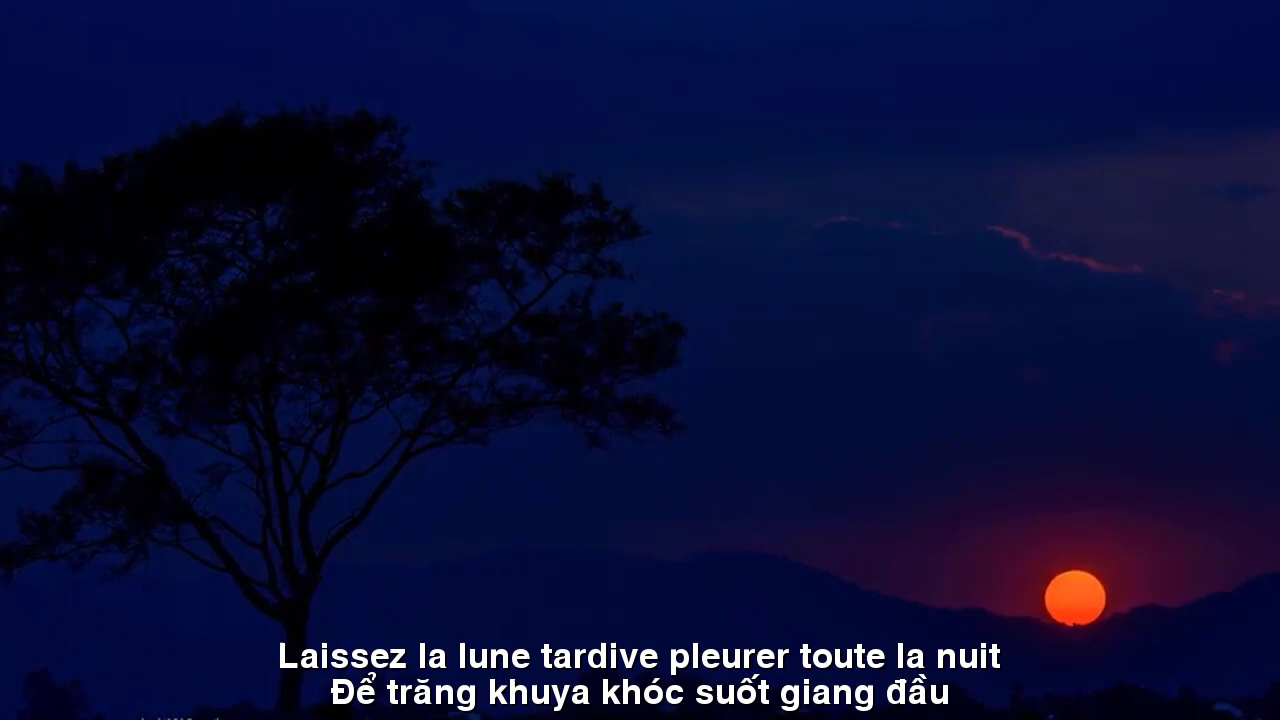 Laissez la lune tardive pleurer toute la nuit
Để trăng khuya khóc suốt giang đầu